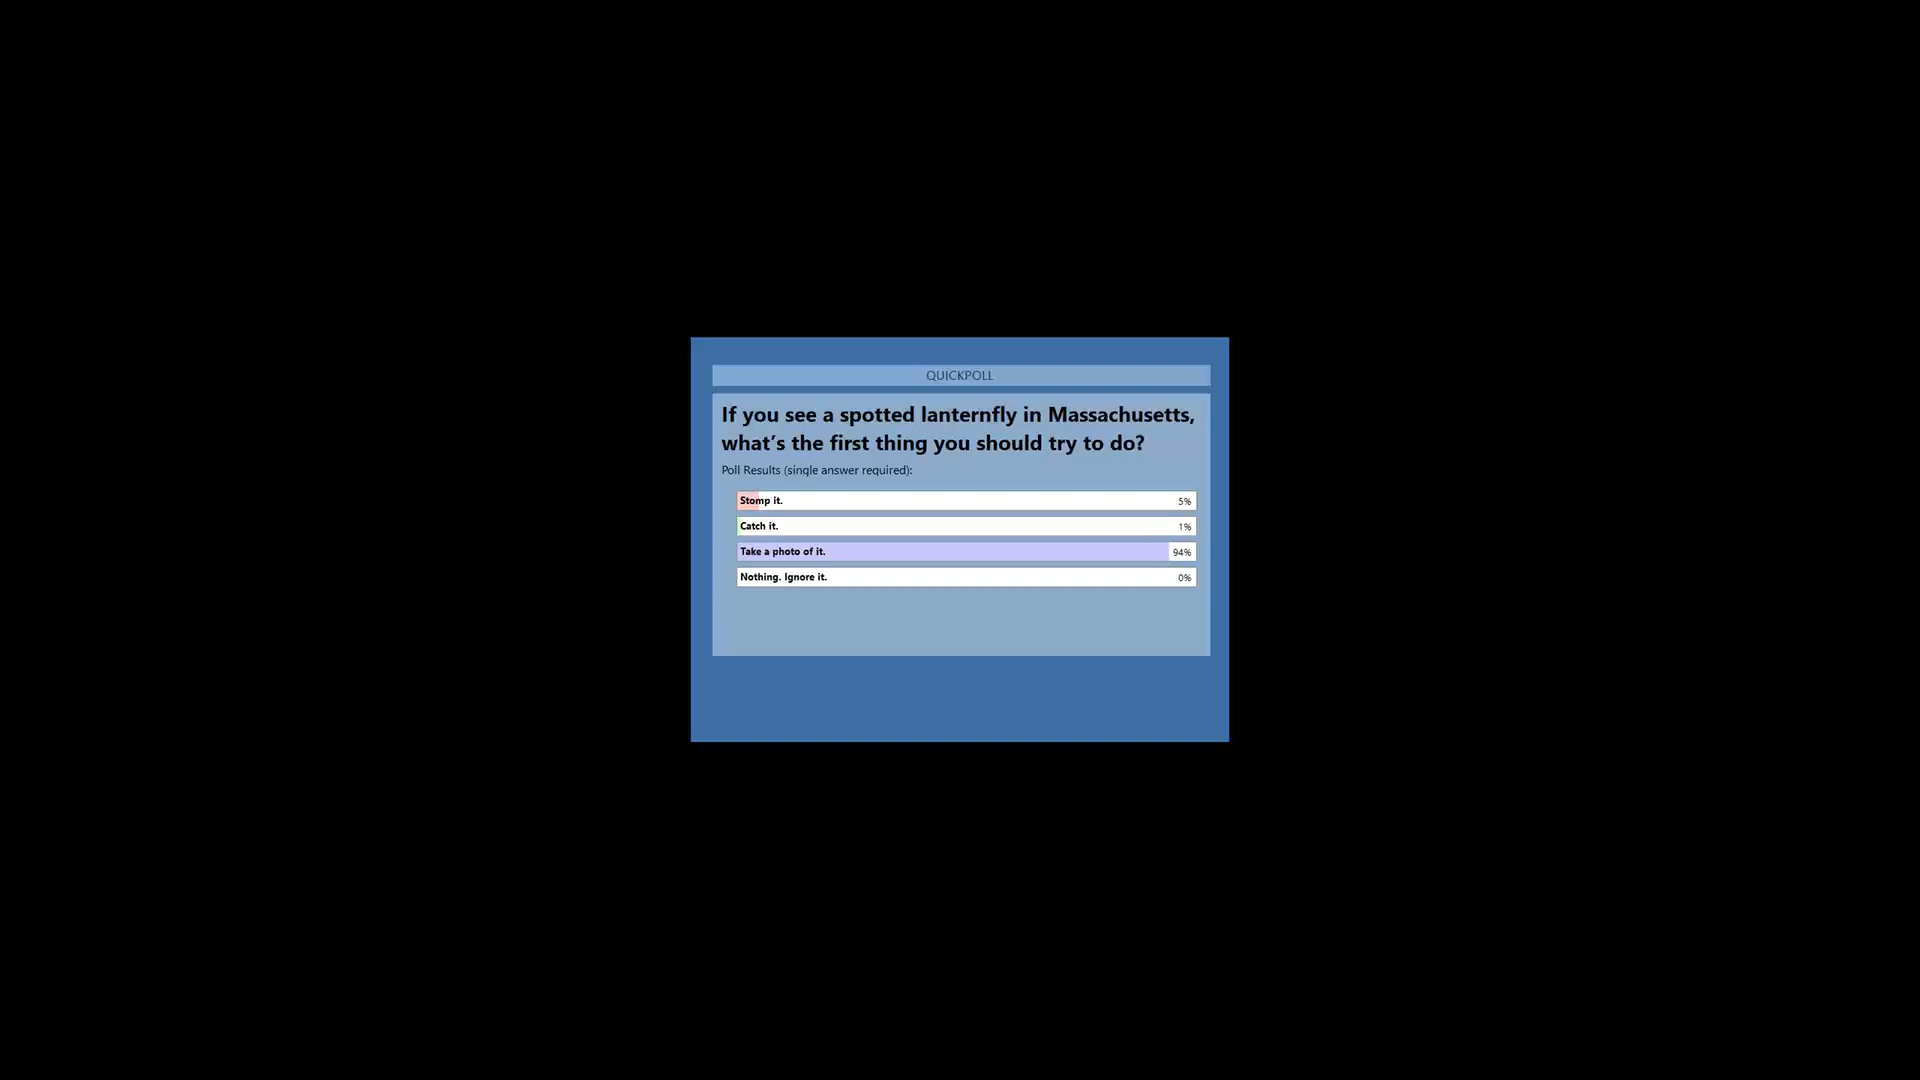 QUICKPOLL
If you see a spotted lanternfly in Massachusetts,
what’s the first thing you should try to do?
Poll Results (single answer required):
Stomp it. 5%
Catch it. 1%
Take a photo of it. 94%
Nothing. Ignore it. 0%